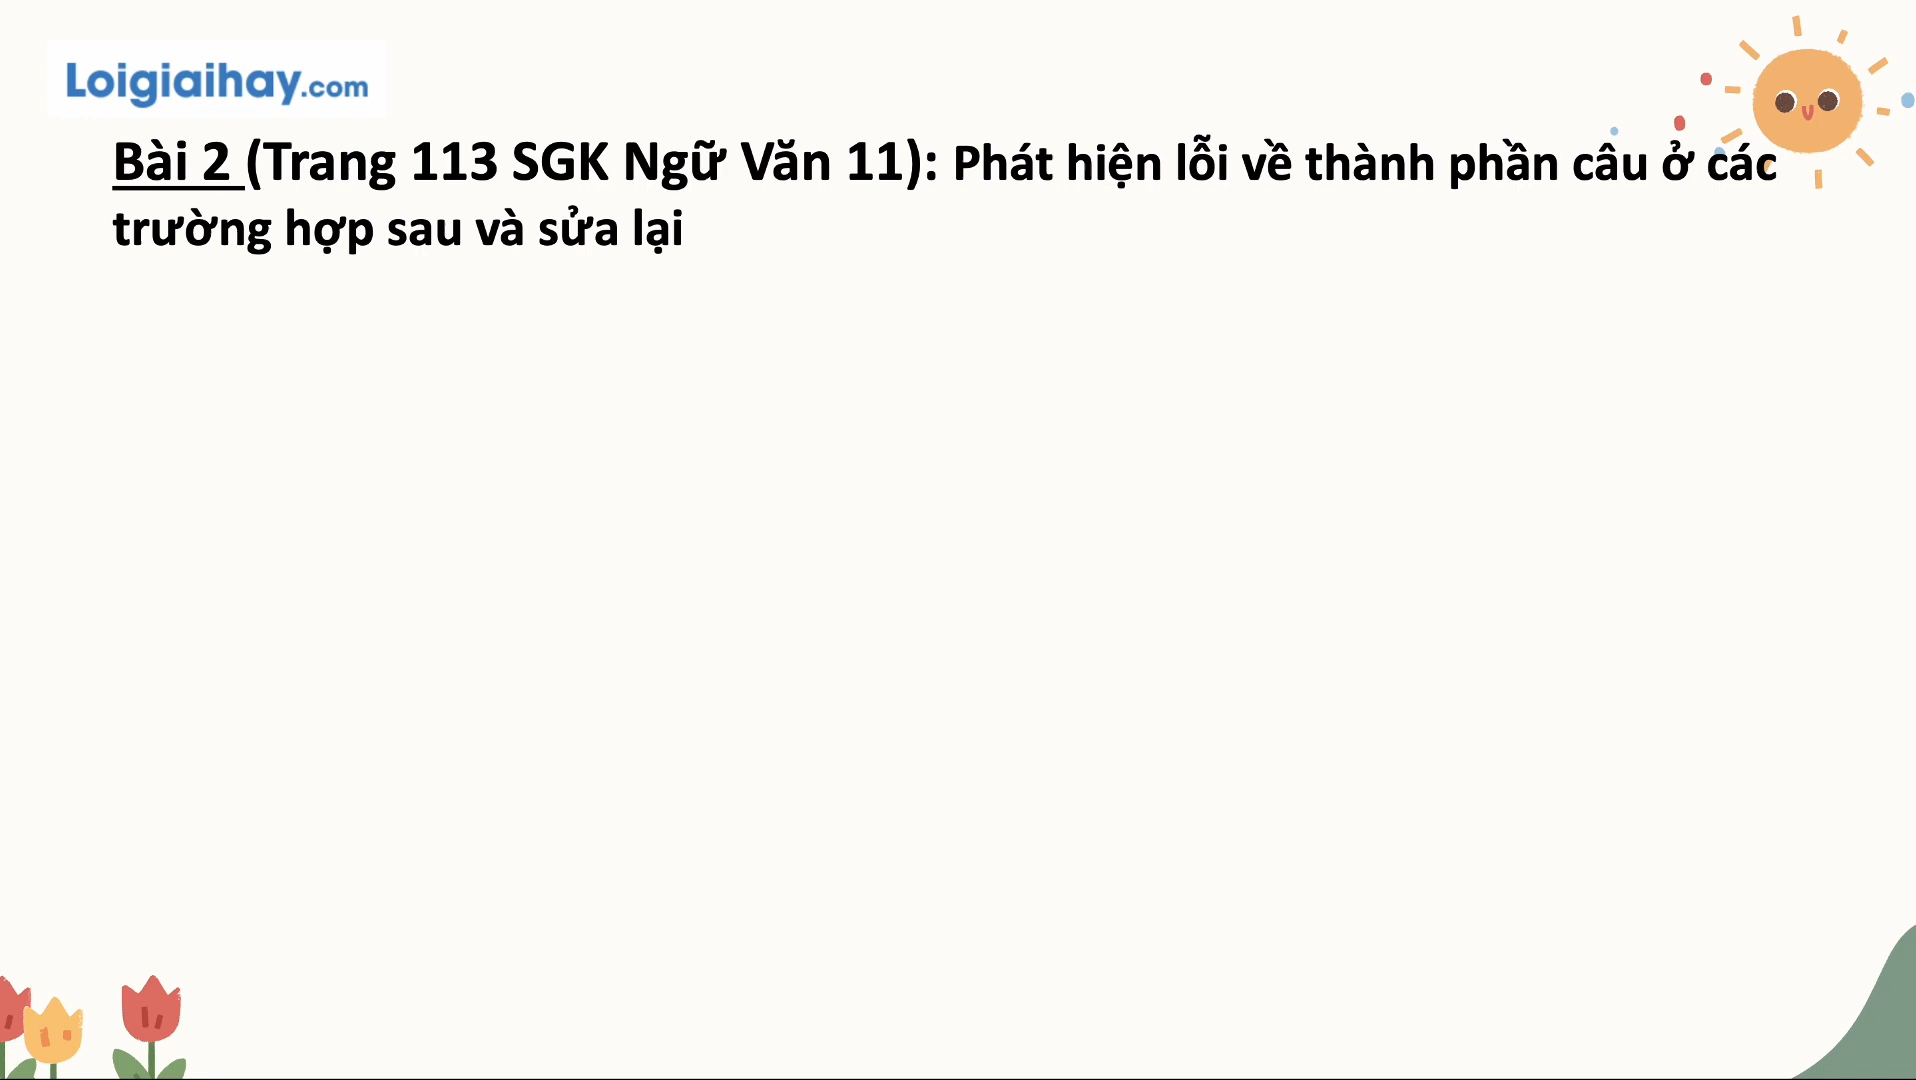 Loigiaihay.com
Bài 2 (Trang 113 SGK Ngữ Văn 11): Phát hiện lỗi về thành phần câu ở các
trường hợp sau và sửa lại